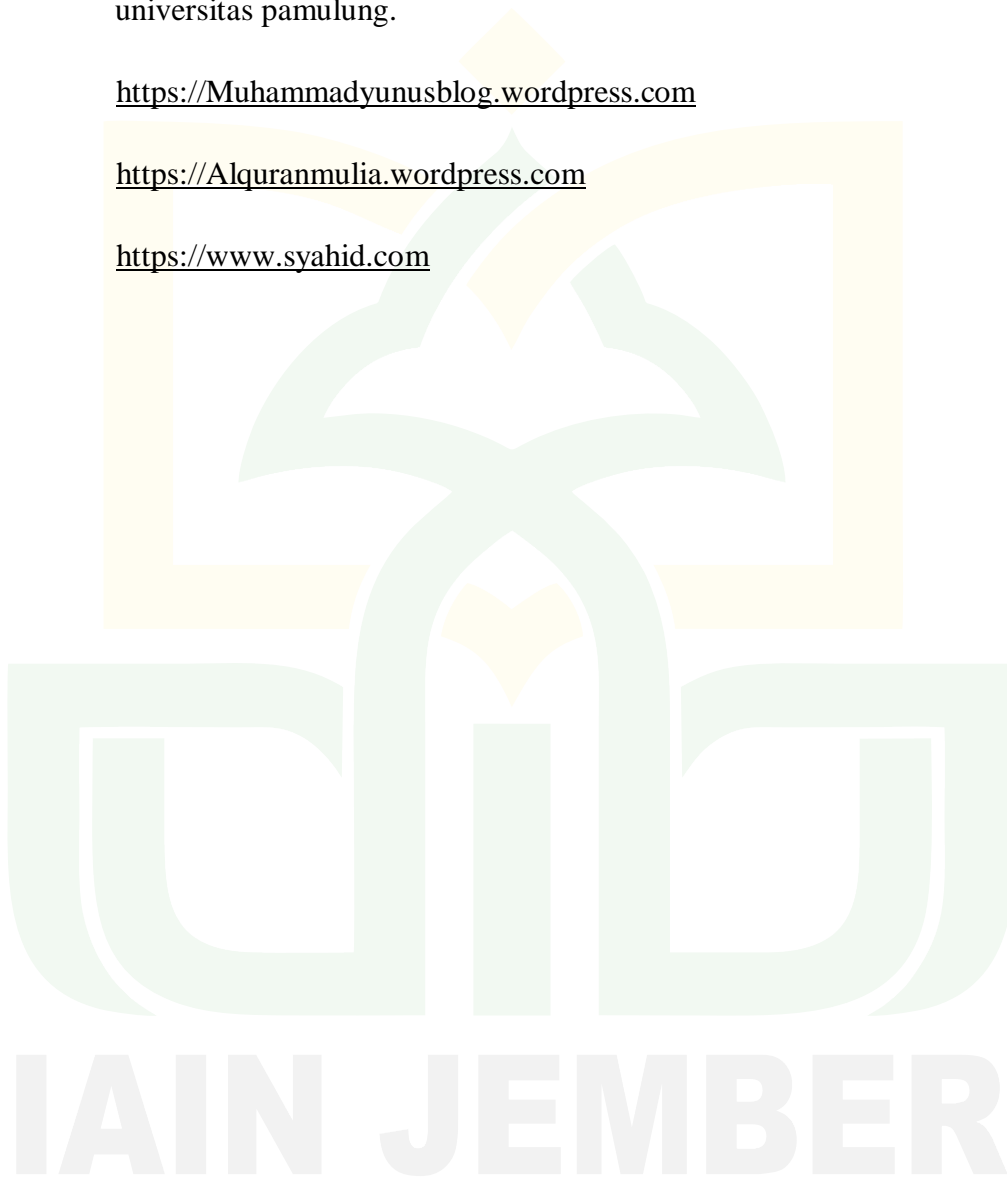 universitas pamulung.
https://Muhammadyunusblog.wordpress.com
https://Alquranmulia.wordpress.com
https://www.syahid.com
IAIN JEMBER